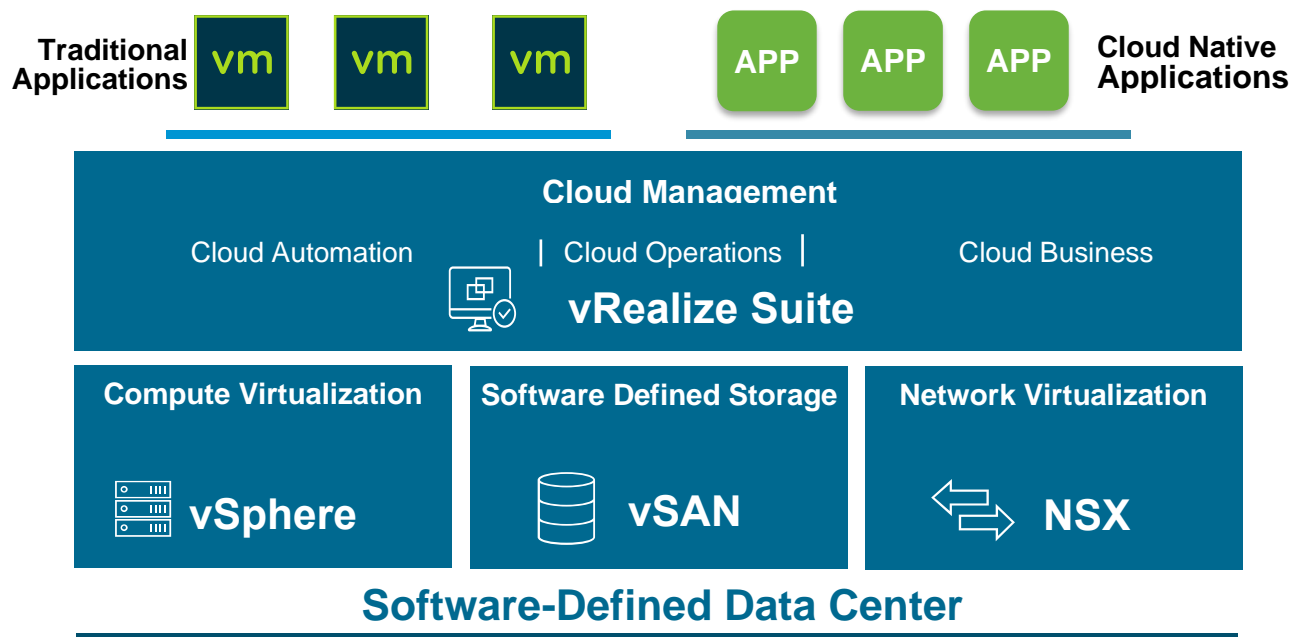 Traditional
Applications
vm
vm
vm
APP
APP
APP
Cloud Native
Applications
Cloud Management
Cloud Automation | Cloud Operations | Cloud Business
vRealize Suite
Compute Virtualization
Software Defined Storage
Network Virtualization
vSphere
vSAN
NSX
Software-Defined Data Center